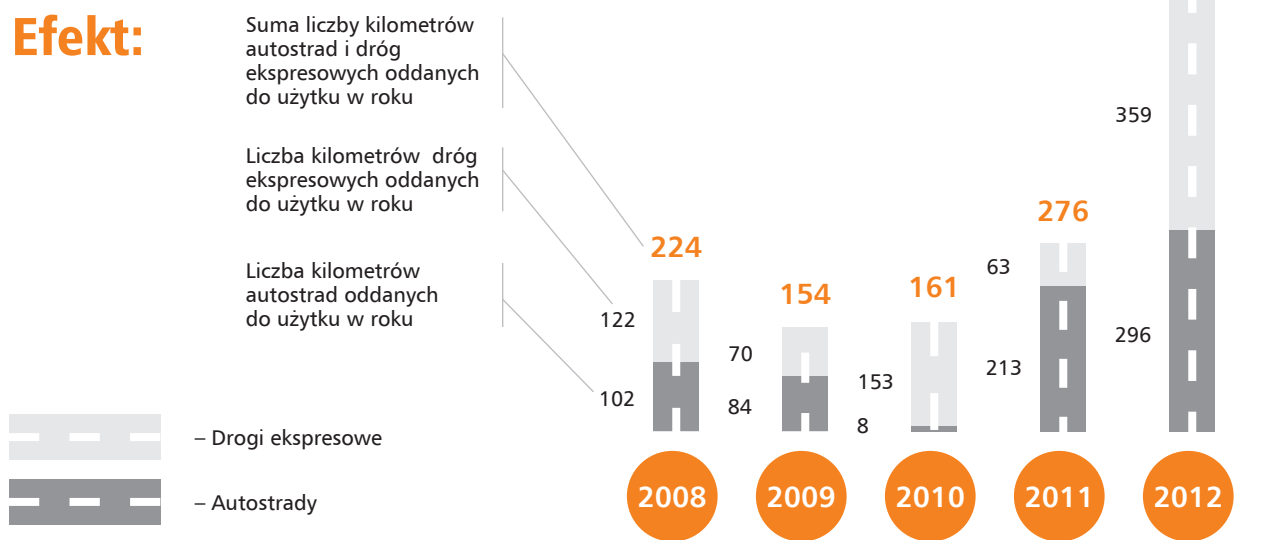 Efekt:
Suma liczby kilometrów
autostrad i dróg
ekspresowych oddanych
do użytku w roku
Liczba kilometrów dróg
ekspresowych oddanych
do użytku w roku
Liczba kilometrów
autostrad oddanych
do użytku w roku
– Drogi ekspresowe
– Autostrady
224
122
102
2008
154
70
84
2009
161
153
8
2010
276
63
213
2011
359
296
2012